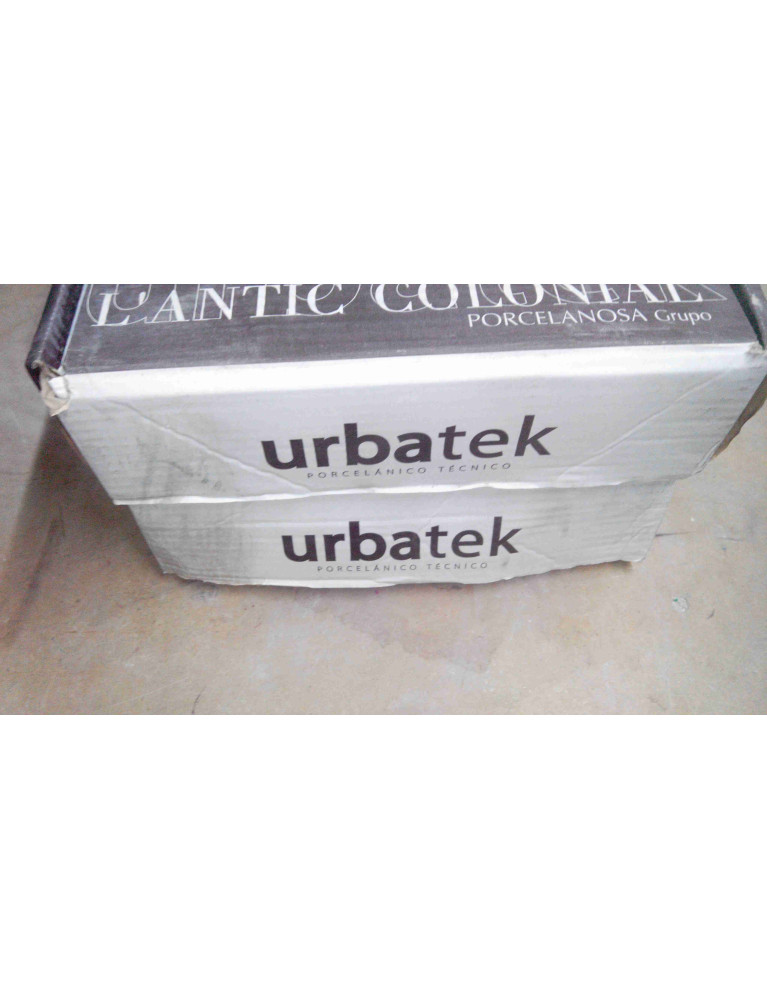 L'ANTIC COLONIAL
PORCELANOSA Grupo
urbatek
PORCELÁNICO TÉCNICO
urbatek
PORCELÁNICO TÉCNICO